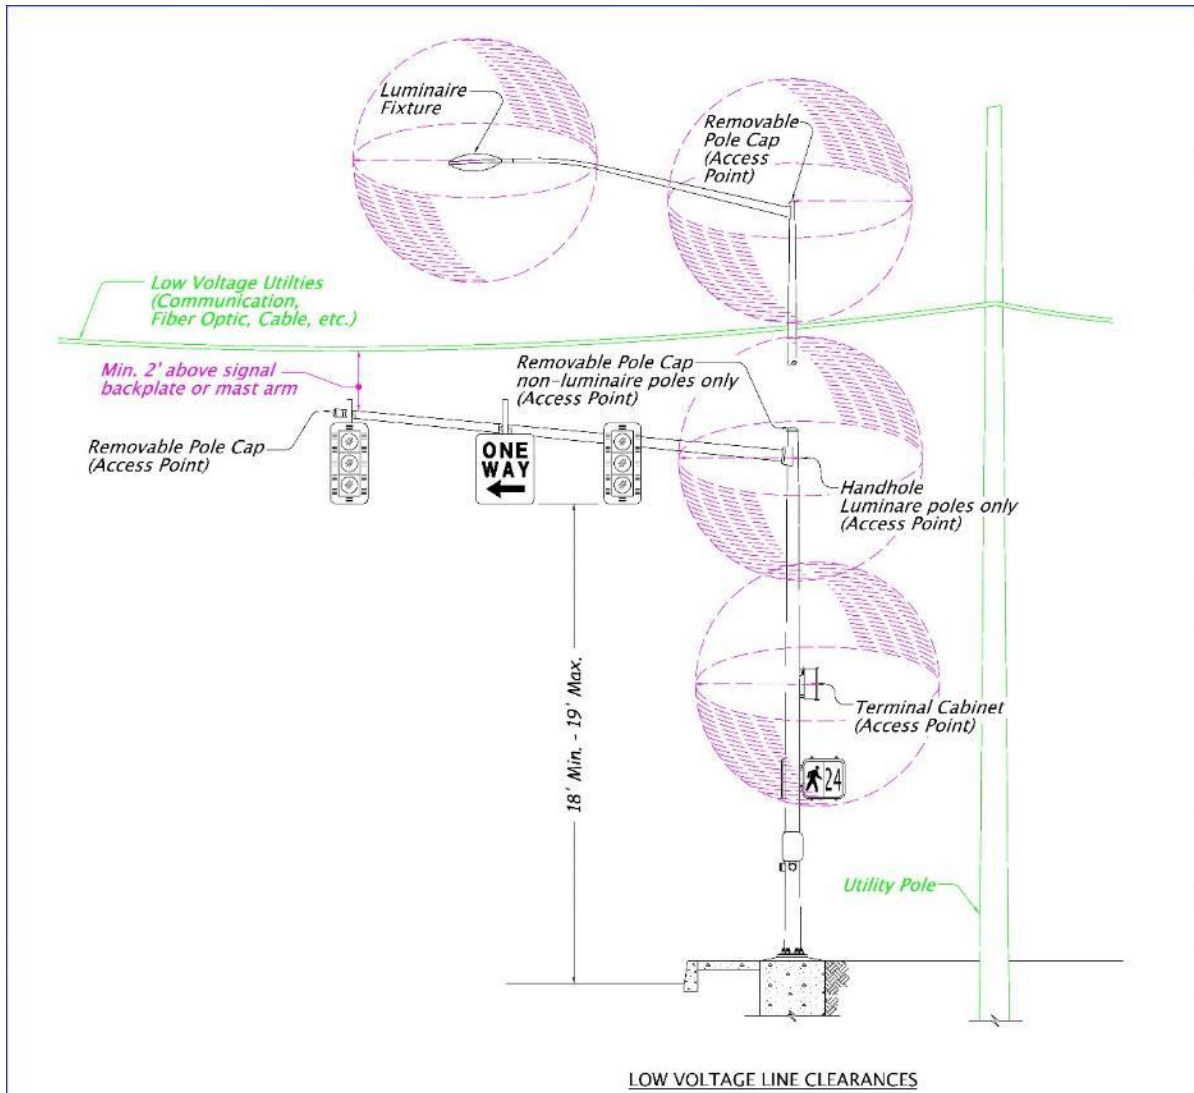 Luminaire
Fixture
Removable
Pole Cap
(Access
Point)
Low Voltage Utilties
(Communication,
Fiber Optic, Cable, etc.)
Min. 2' above signal
backplate or mast arm
Removable Pole Cap
non-luminaire poles only
(Access Point)
Removable Pole Cap
(Access Point)
ONE
WAY
Handhole
Luminare poles only
(Access Point)
18' Min. - 19' Max.
Terminal Cabinet
(Access Point)
24
Utility Pole
LOW VOLTAGE LINE CLEARANCES